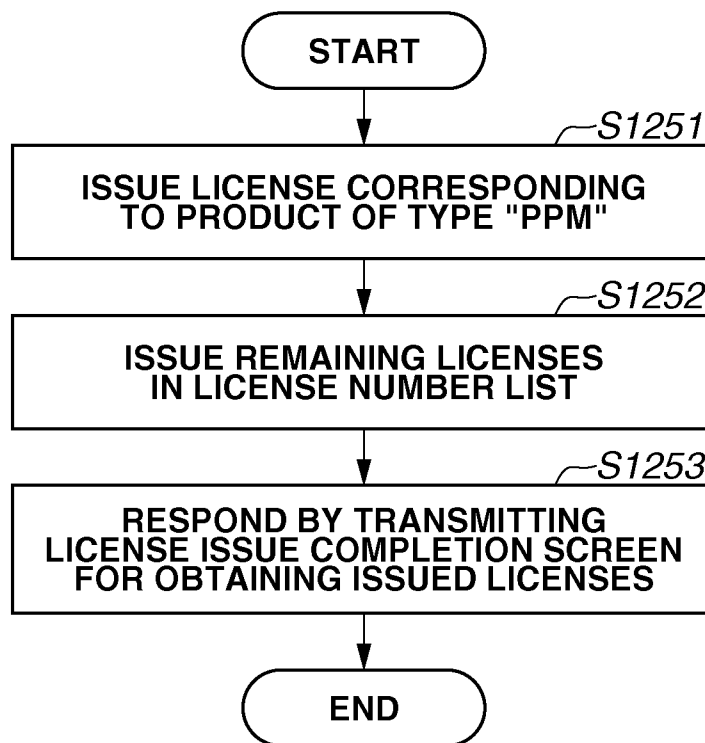 START
S1251
ISSUE LICENSE CORRESPONDING
TO PRODUCT OF TYPE "PPM"
S1252
ISSUE REMAINING LICENSES
IN LICENSE NUMBER LIST
S1253
RESPOND BY TRANSMITTING
LICENSE ISSUE COMPLETION SCREEN
FOR OBTAINING ISSUED LICENSES
END